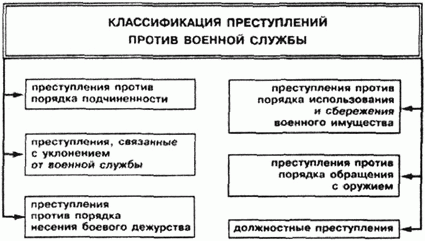 КЛАССИФИКАЦИЯ ПРЕСТУПЛЕНИЙ
ПРОТИВ ВОЕННОЙ СЛУЖБЫ
преступления против
порядка подчиненности
преступления, связанные
с уклонением
от военной службы
преступления
против порядка
несения боевого дежурства
преступления против
порядка использования
и сбережения
военного имущества
преступления против
порядка обращения
с оружием
должностные преступления